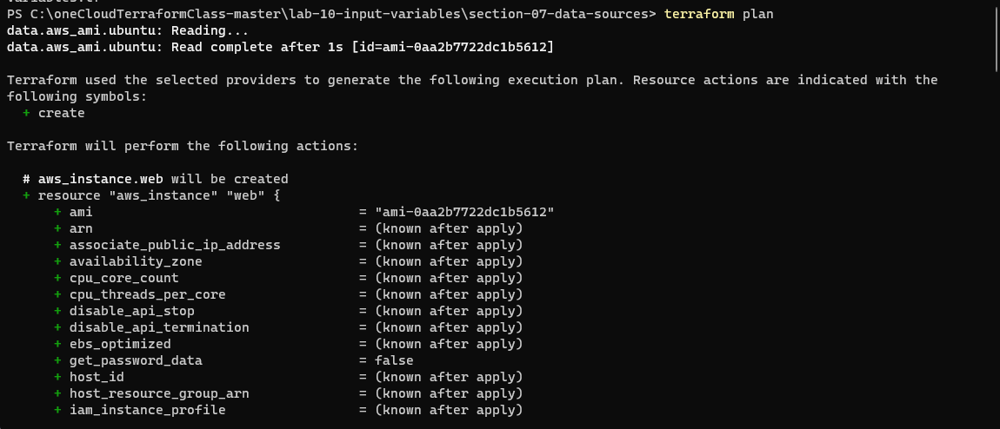 PS C:\oneCloudTerraformClass-master\lab-10-input-variables\section-07-data-sources> terraform plan
data.aws_ami.ubuntu: Reading...
data.aws_ami.ubuntu: Read complete after 1s [id=ami-0aa2b7722dc1b5612]

Terraform used the selected providers to generate the following execution plan. Resource actions are indicated with the
following symbols:
  + create

Terraform will perform the following actions:

  # aws_instance.web will be created
  + resource "aws_instance" "web" {
      + ami                                  = "ami-0aa2b7722dc1b5612"
      + arn                                  = (known after apply)
      + associate_public_ip_address          = (known after apply)
      + availability_zone                    = (known after apply)
      + cpu_core_count                       = (known after apply)
      + cpu_threads_per_core                 = (known after apply)
      + disable_api_stop                     = (known after apply)
      + disable_api_termination              = (known after apply)
      + ebs_optimized                        = (known after apply)
      + get_password_data                    = false
      + host_id                              = (known after apply)
      + host_resource_group_arn              = (known after apply)
      + iam_instance_profile                 = (known after apply)